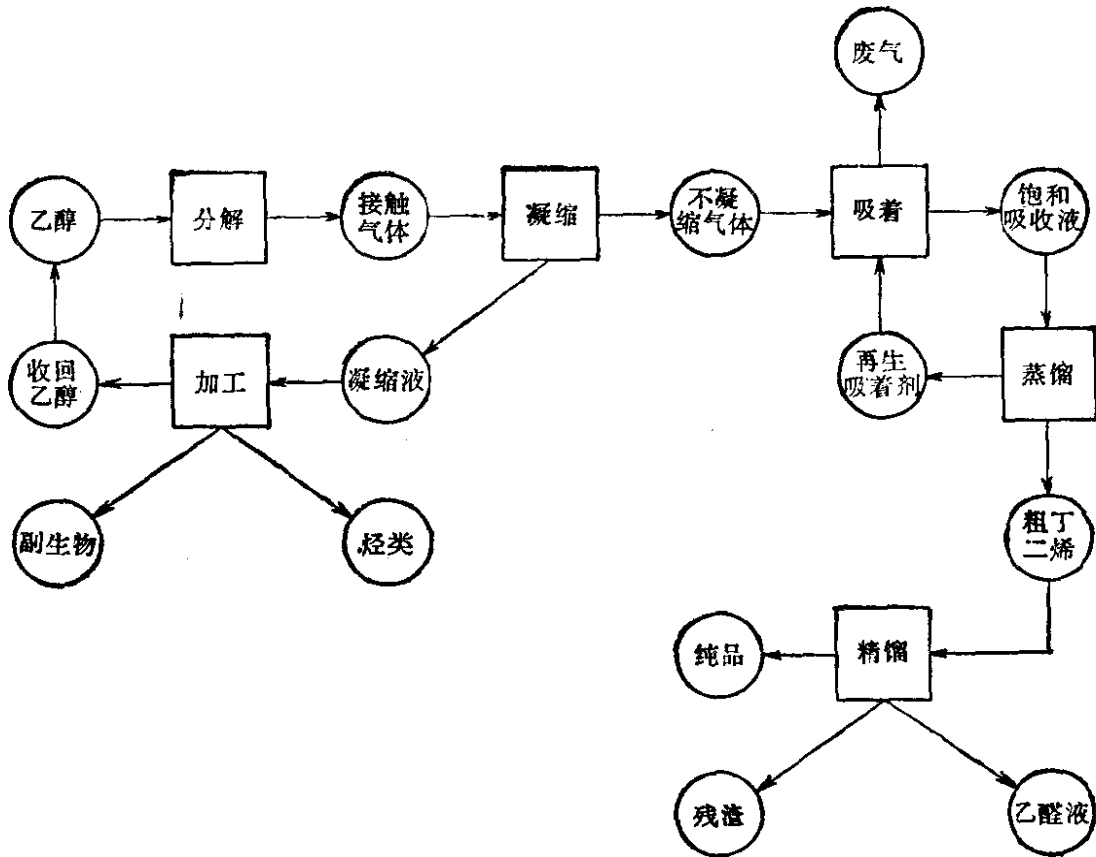 废气
乙醇
分解
接触
气体
凝缩
不凝
缩气体
吸着
饱和
吸收液
收回
乙醇
加工
凝缩液
再生
吸着剂
蒸馏
副生物
烃类
粗丁
二烯
纯品
精馏
残渣
乙醛液